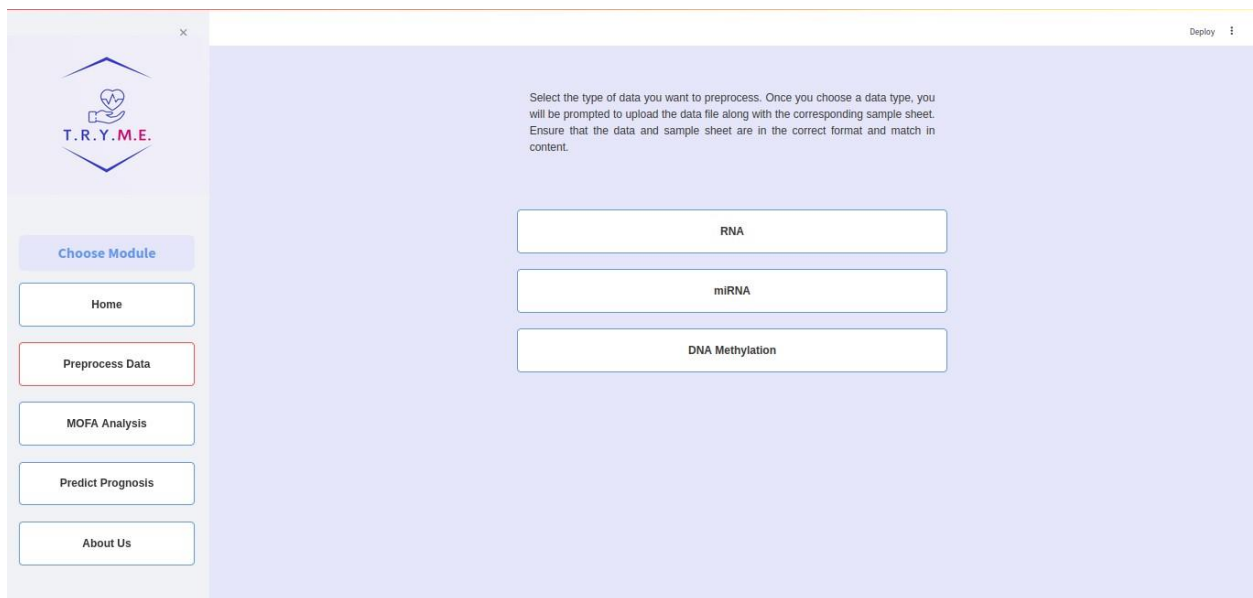 ×
Deploy
T.R.Y.M.E.
Choose Module
Home
Preprocess Data
MOFA Analysis
Predict Prognosis
About Us
Select the type of data you want to preprocess. Once you choose a data type, you
will be prompted to upload the data file along with the corresponding sample sheet.
Ensure that the data and sample sheet are in the correct format and match in
content.
RNA
miRNA
DNA Methylation